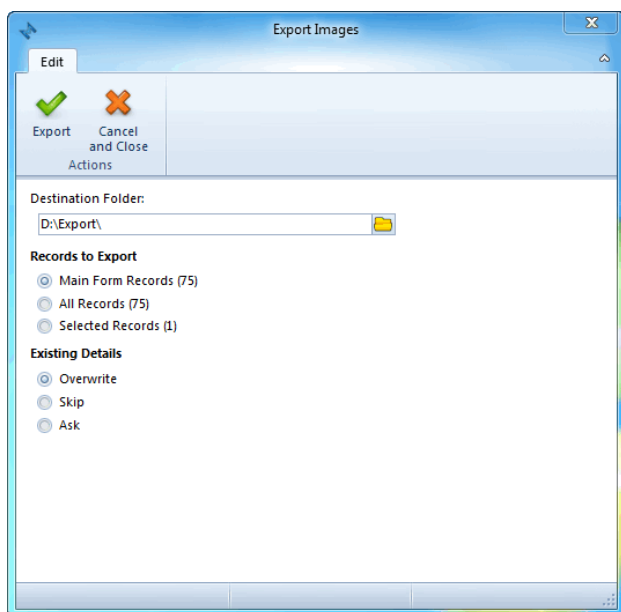 Export Images
Edit
Export
Cancel
and Close
Actions
Destination Folder:
D:\Export\
Records to Export
Main Form Records (75)
All Records (75)
Selected Records (1)
Existing Details
Overwrite
Skip
Ask